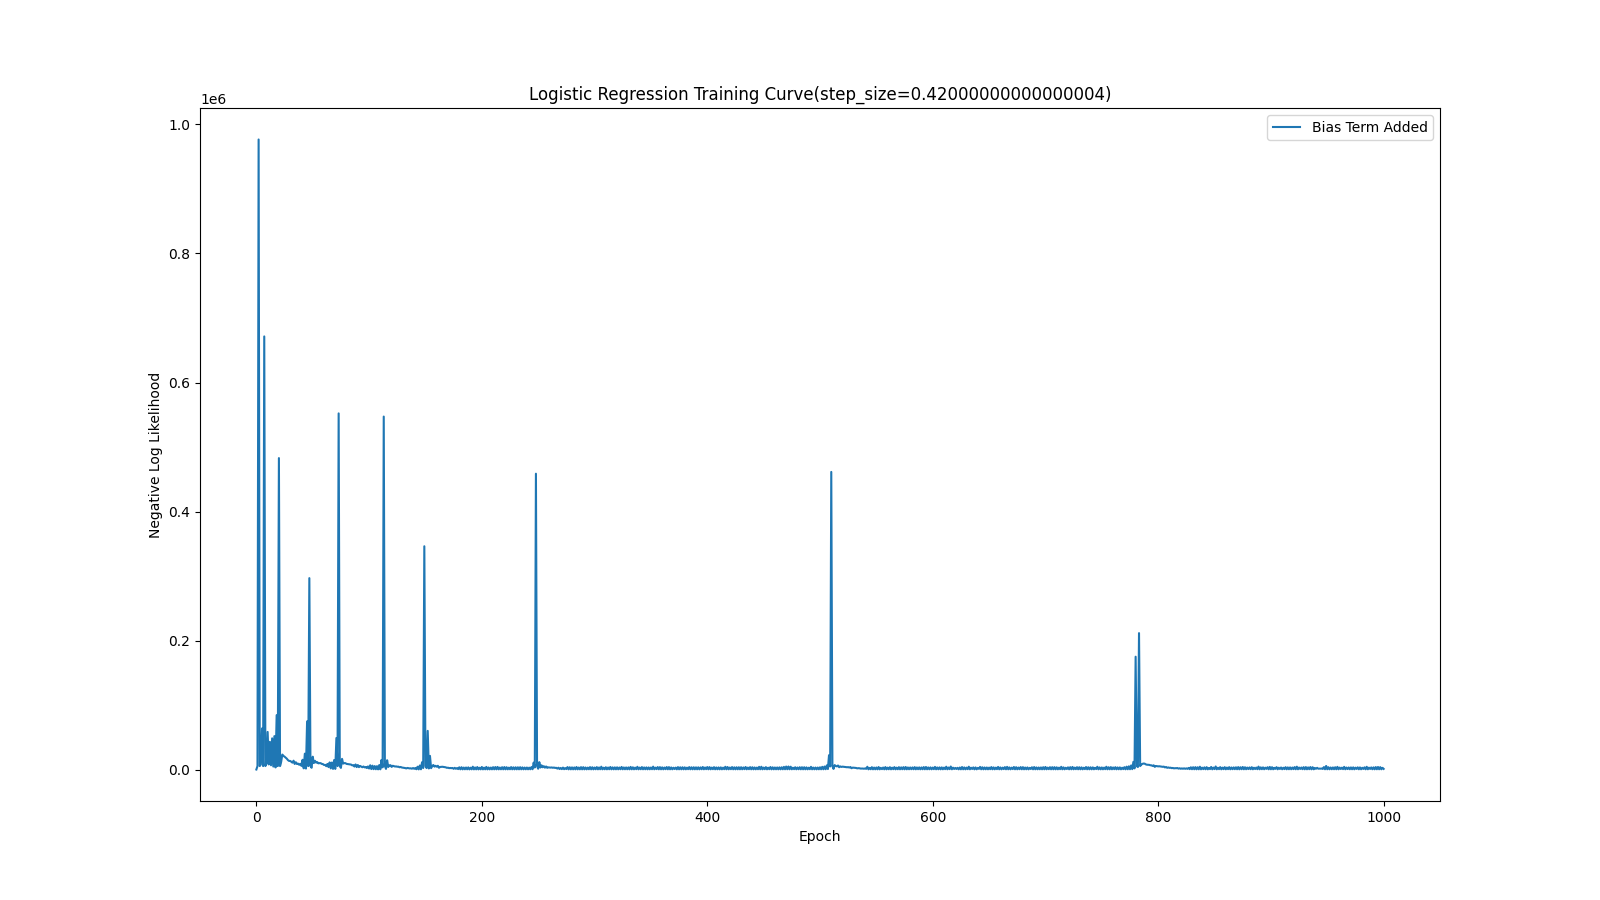 Logistic Regression Training Curve(step_size=0.42000000000000004)
1e6
Bias Term Added
1.0
0.8
0.6
0.4
0.2
0.0
Negative Log Likelihood
0 200 400 600 800 1000
Epoch